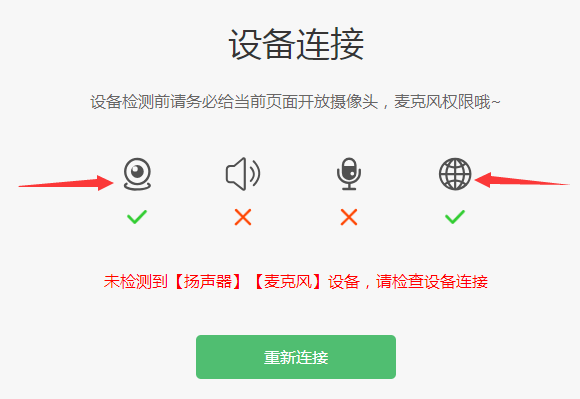 设备连接
设备检测前请务必给当前页面开放摄像头，麦克风权限哦~
未检测到【扬声器】【麦克风】设备，请检查设备连接
重新连接